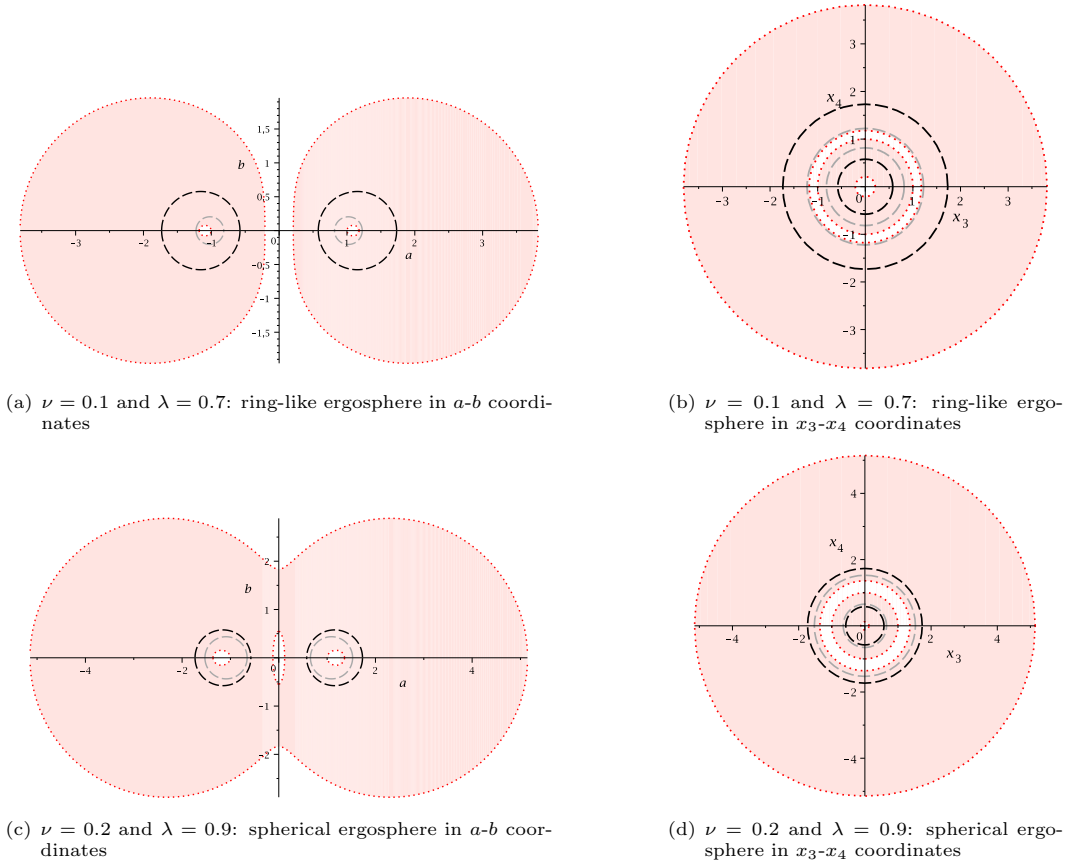 1,5
1
b
0,5
-3 -2 -1 0 1 2 3
a
-0,5
-1
-1,5
(a) ν = 0.1 and λ = 0.7: ring-like ergosphere in a-b coordi-
nates
3
2
x₄
1
-3 -2 -1 0 1 2 3
x₃
-1
-2
-3
(b) ν = 0.1 and λ = 0.7: ring-like ergo-
sphere in x₃-x₄ coordinates
2
b
1
-4 -2 0 2 4
a
-1
-2
(c) ν = 0.2 and λ = 0.9: spherical ergosphere in a-b coor-
dinates
4
x₄
2
-4 -2 0 2 4
x₃
-2
-4
(d) ν = 0.2 and λ = 0.9: spherical ergo-
sphere in x₃-x₄ coordinates